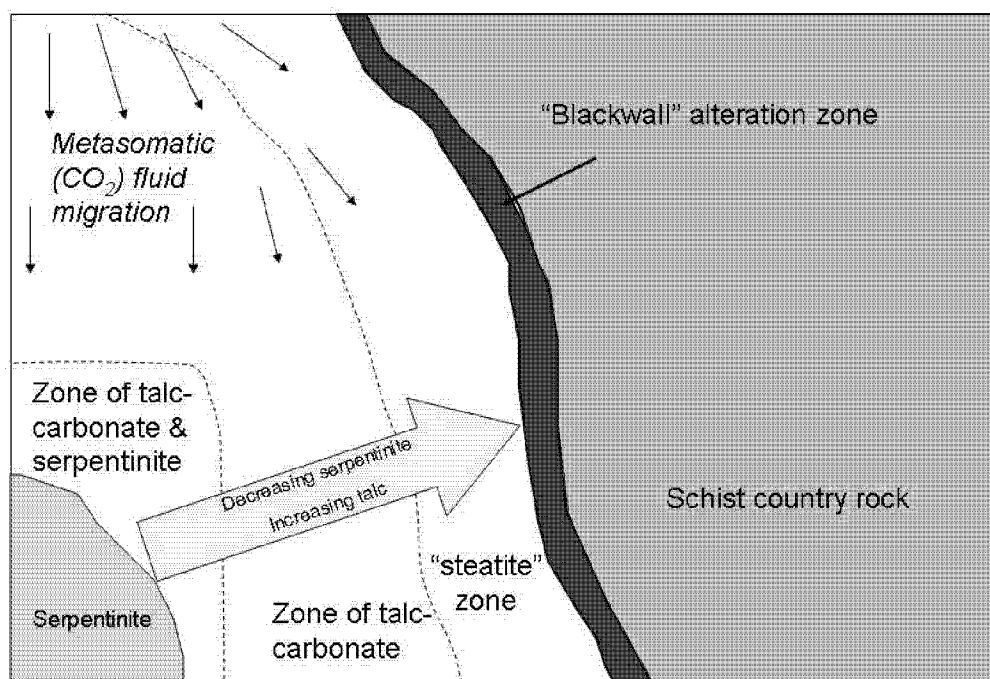 “Blackwall” alteration zone
Metasomatic
(CO₂) fluid
migration
Zone of talc-
carbonate &
serpentinite
Decreasing serpentinite
Increasing talc
Schist country rock
“steatite”
zone
Serpentinite
Zone of talc-
carbonate